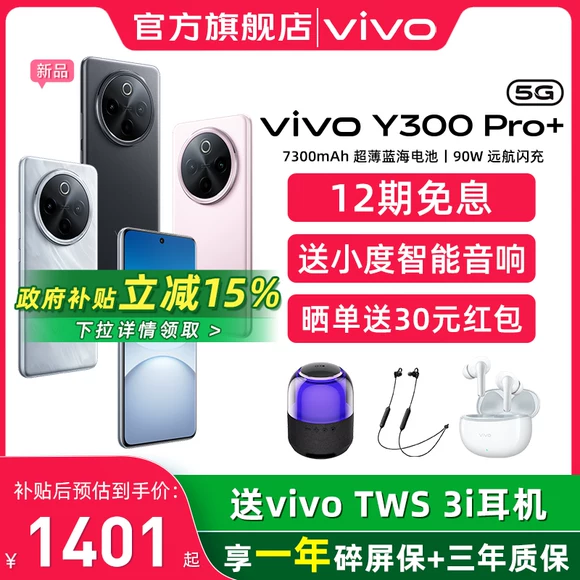 官方旗舰店 vivo
新品
5G
vivo Y300 Pro+
7300mAh 超薄蓝海电池 | 90W 远航闪充
12期免息
送小度智能音响
晒单送30元红包
政府补贴 立减15%
下拉详情领取 >
vivo
补贴后预估到手价:
¥1401起
送vivo TWS 3i耳机
享一年碎屏保+三年质保